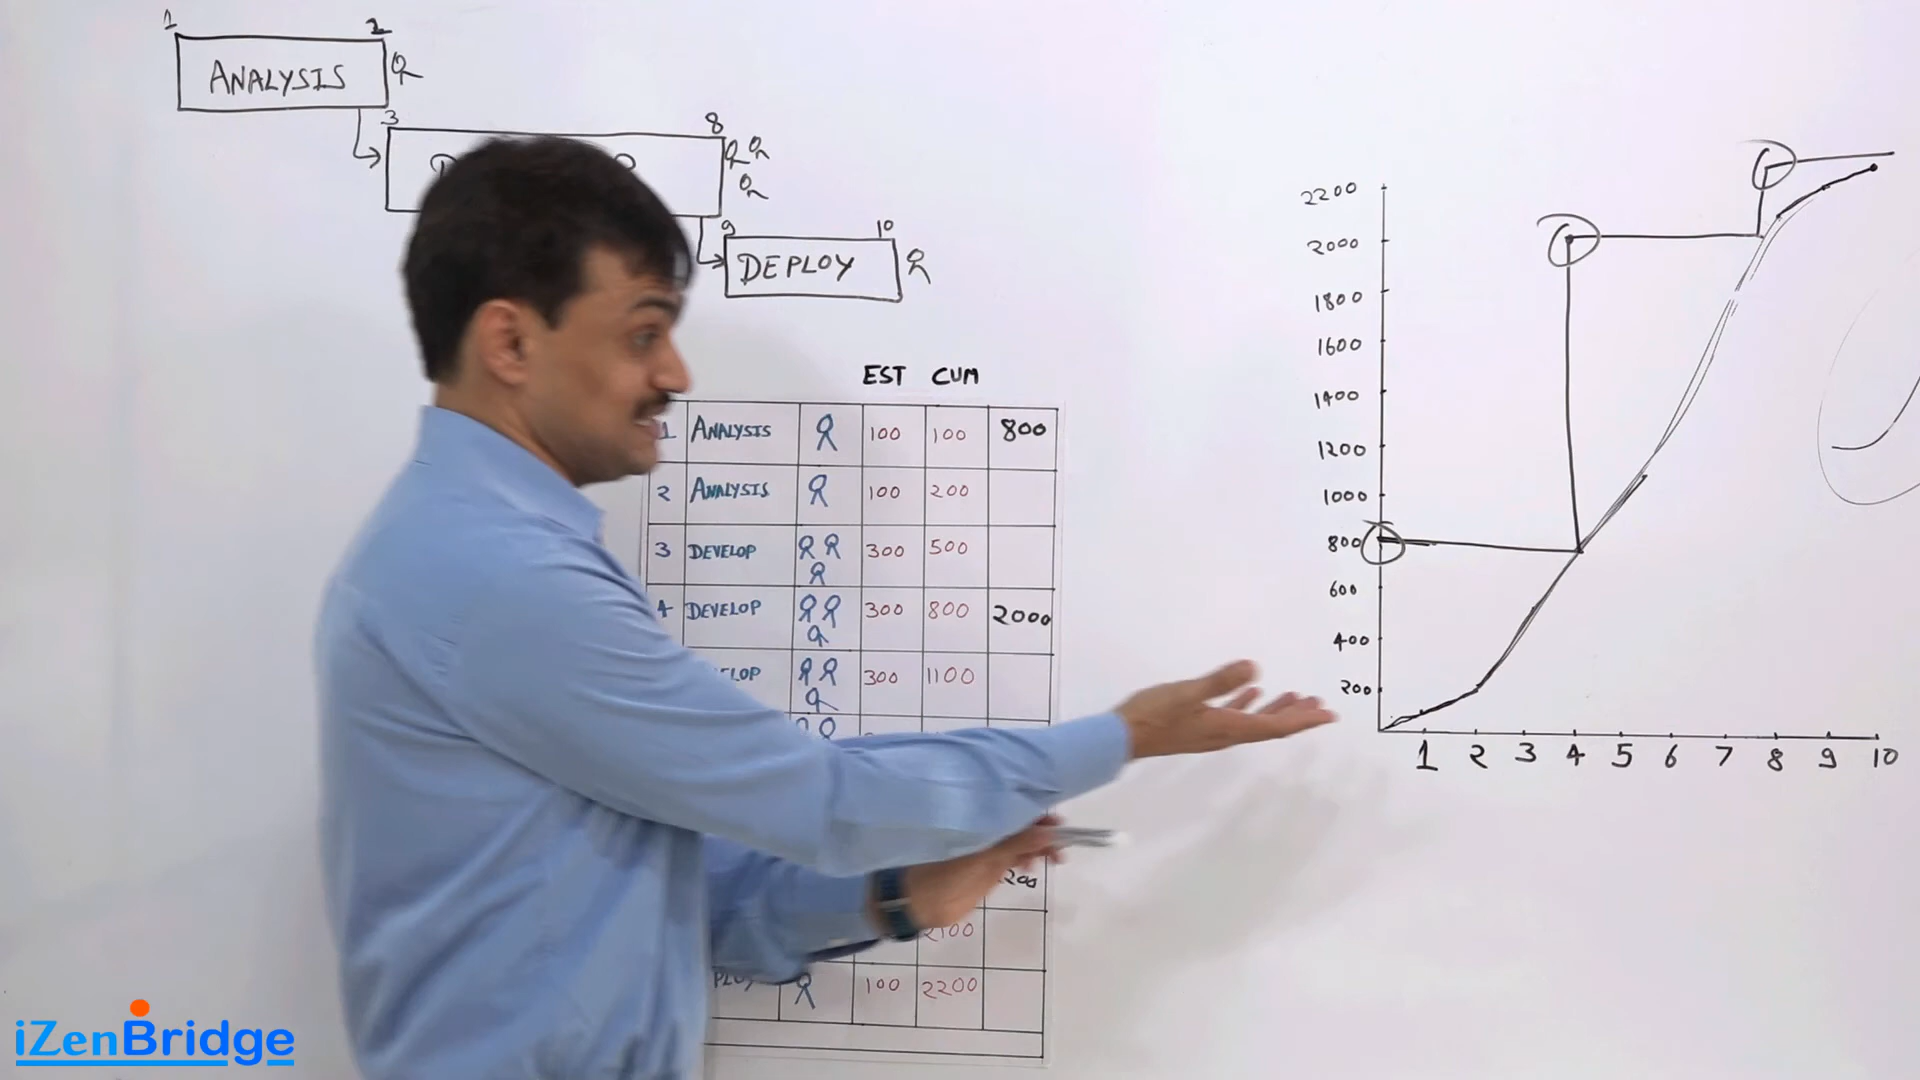 1 2
ANALYSIS
3 8
9 10
DEPLOY
EST CUM
1 ANALYSIS 100 100 800
2 ANALYSIS 100 200
3 DEVELOP 300 500
4 DEVELOP 300 800 2000
300 1100
2100
100 2200
2200
2000
1800
1600
1400
1200
1000
800
600
400
200
1 2 3 4 5 6 7 8 9 10
iZenBridge